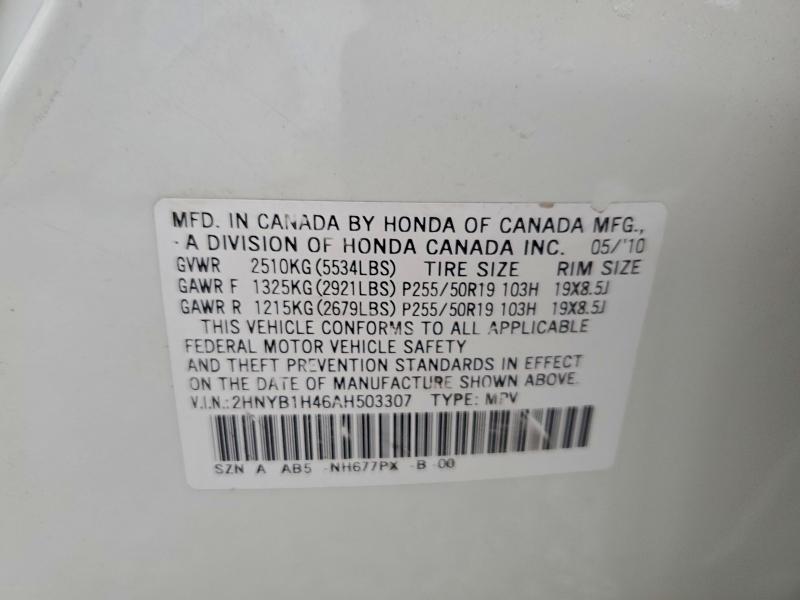 MFD. IN CANADA BY HONDA OF CANADA MFG.,
A DIVISION OF HONDA CANADA INC. 05/'10
GVWR 2510KG(5534LBS) TIRE SIZE RIM SIZE
GAWR F 1325KG(2921LBS) P255/50R19 103H 19X8.5J
GAWR R 1215KG(2679LBS) P255/50R19 103H 19X8.5J
THIS VEHICLE CONFORMS TO ALL APPLICABLE
FEDERAL MOTOR VEHICLE SAFETY
AND THEFT PREVENTION STANDARDS IN EFFECT
ON THE DATE OF MANUFACTURE SHOWN ABOVE.
V.I.N.:2HNYB1H46AH503307 TYPE: MPV
SZN A AB5 -NH677PX -B -00